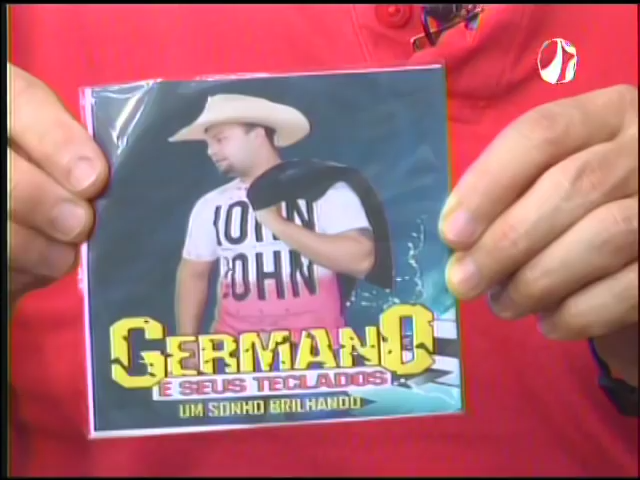 JOHN
JOHN
GERMANO
E SEUS TECLADOS
UM SONHO BRILHANDO